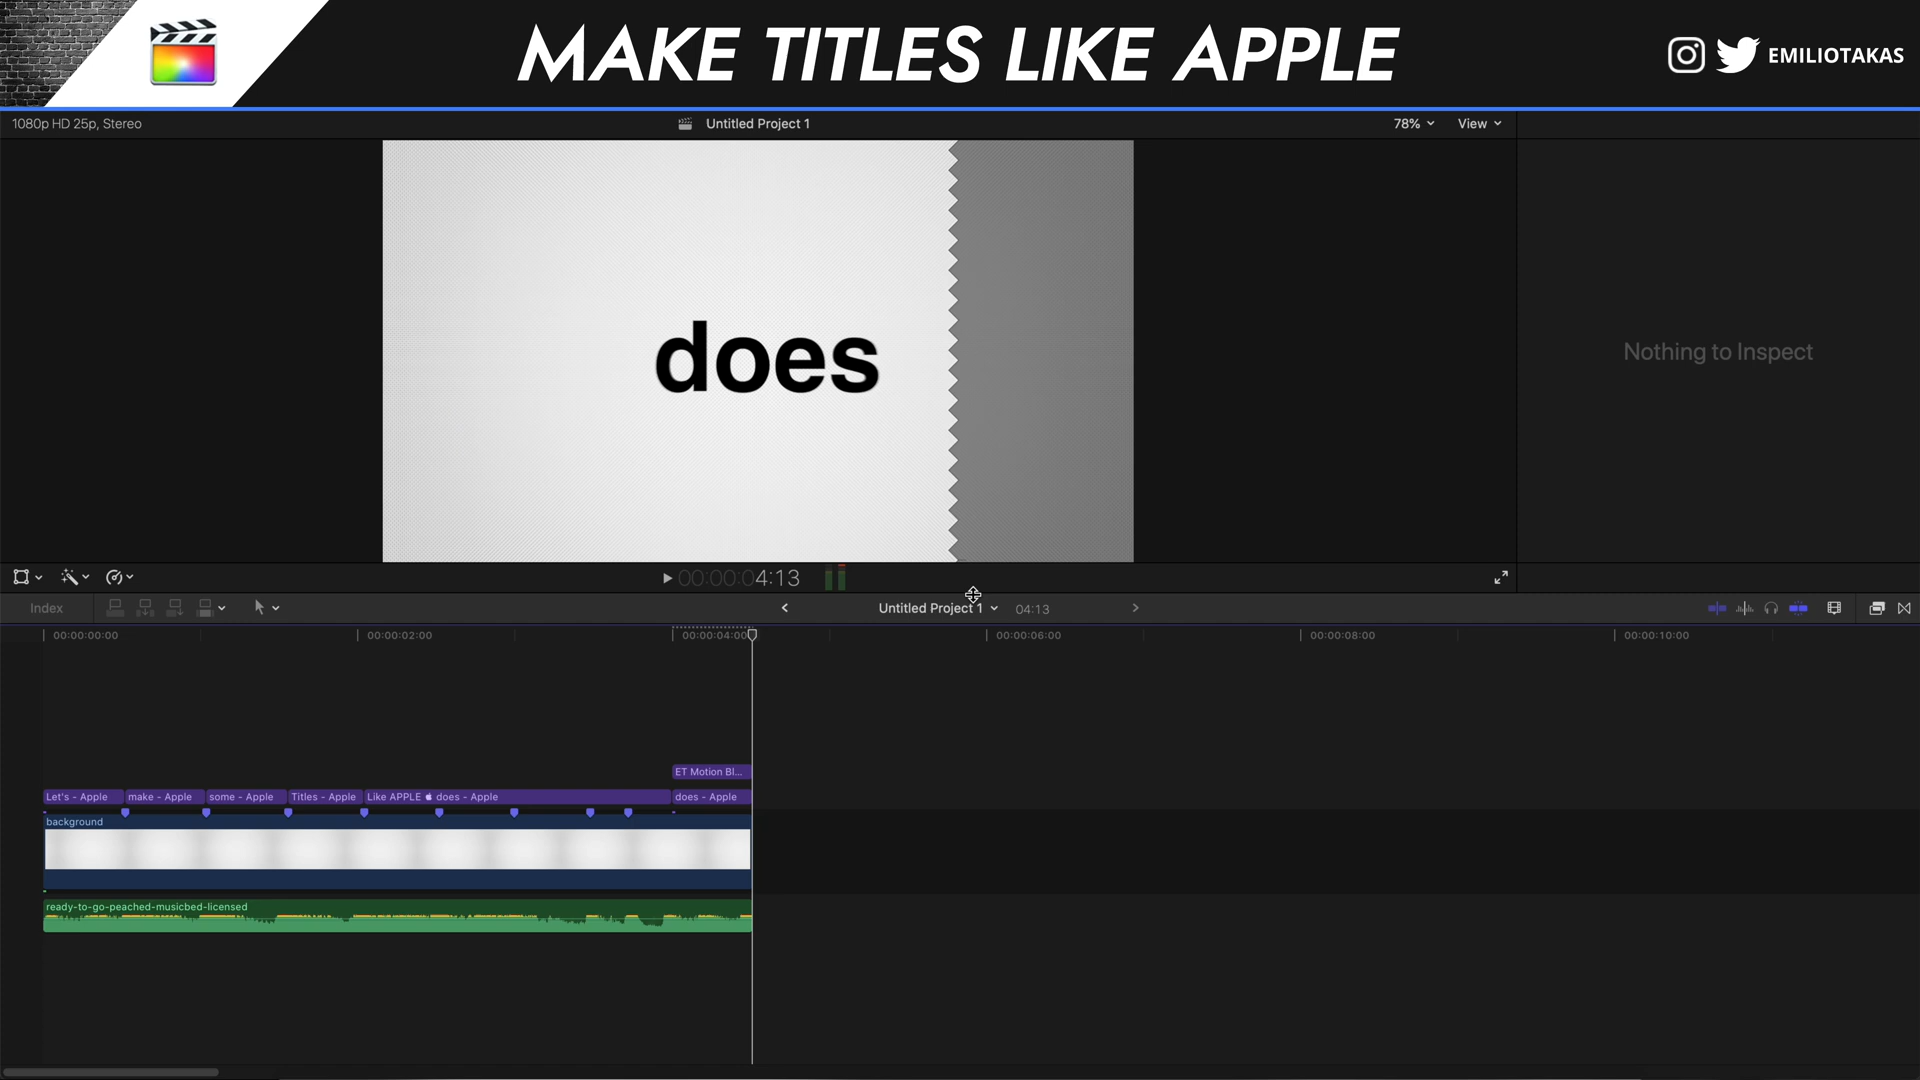 MAKE TITLES LIKE APPLE
EMILIOTAKAS
1080p HD 25p, Stereo
Untitled Project 1
78%
View
does
Nothing to Inspect
00:00:04:13
Index
Untitled Project 1
04:13
00:00:00:00
00:00:02:00
00:00:04:00
00:00:06:00
00:00:08:00
00:00:10:00
ET Motion Bl...
Let's - Apple
make - Apple
some - Apple
Titles - Apple
Like APPLE  does - Apple
does - Apple
background
ready-to-go-peached-musicbed-licensed